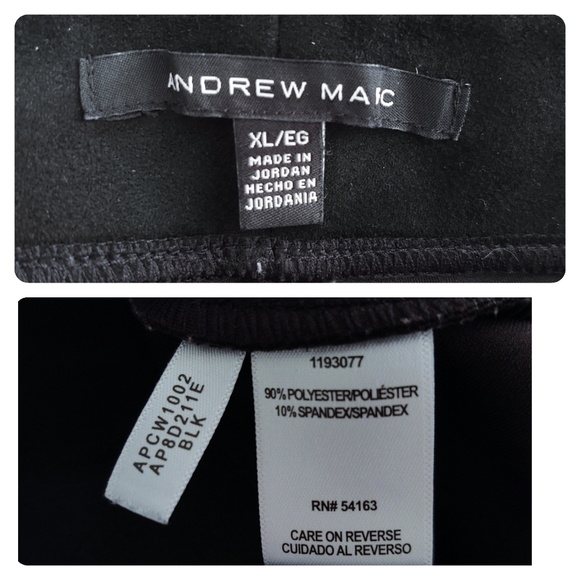 ANDREW MARC
XL/EG
MADE IN
JORDAN
HECHO EN
JORDANIA
APCW1002
AP8D211E
BLK
1193077
90% POLYESTER/POLIÉSTER
10% SPANDEX/SPANDEX
RN# 54163
CARE ON REVERSE
CUIDADO AL REVERSO